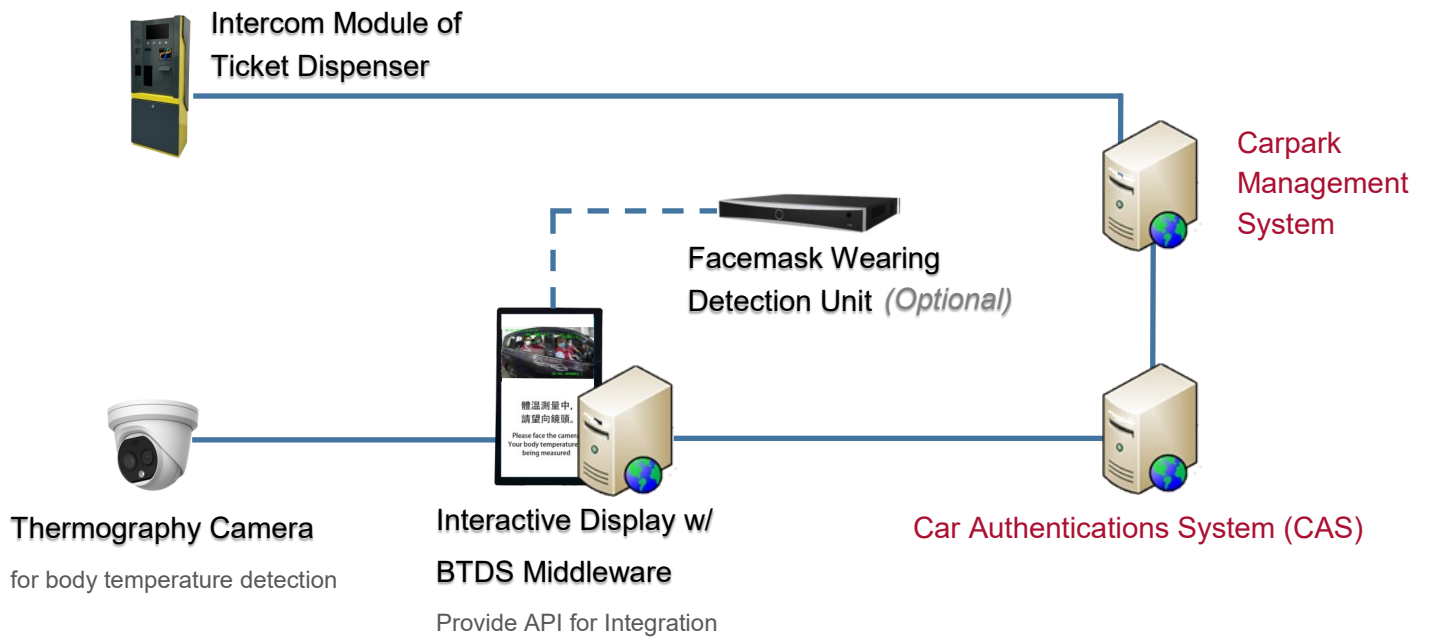 Intercom Module of
Ticket Dispenser
Carpark
Management
System
Facemask Wearing
Detection Unit (Optional)
體温測量中,
請望向鏡頭。
Please face the camera
Your body temperature
being measured
Thermography Camera
for body temperature detection
Interactive Display w/
BTDS Middleware
Provide API for Integration
Car Authentications System (CAS)